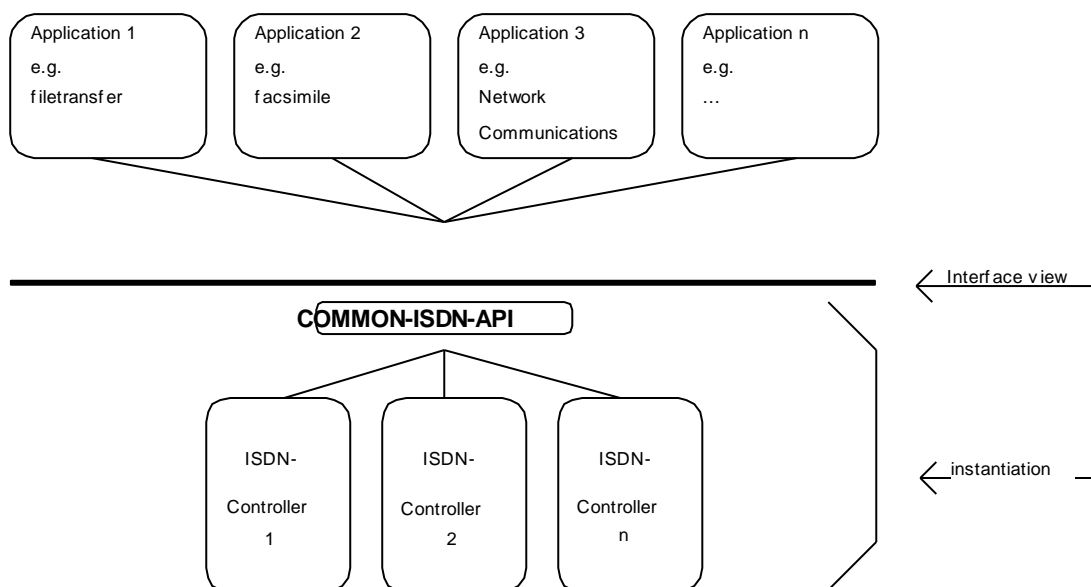 Application 1
e.g.
filetransfer
Application 2
e.g.
facsimile
Application 3
e.g.
Network
Communications
Application n
e.g.
…
Interface view
COMMON-ISDN-API
ISDN-
Controller
1
ISDN-
Controller
2
ISDN-
Controller
n
instantiation